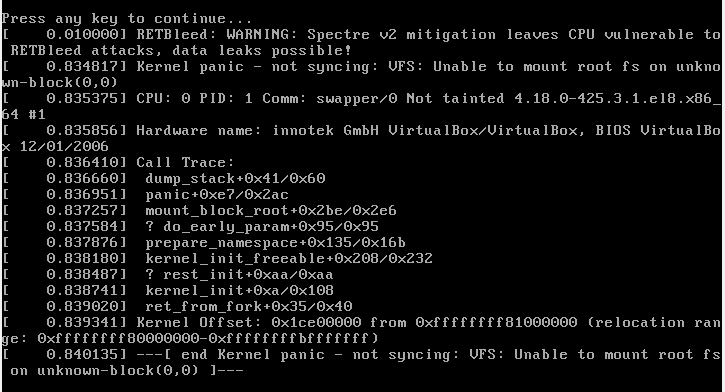 Press any key to continue...
[    0.010000] RETBleed: WARNING: Spectre v2 mitigation leaves CPU vulnerable to
 RETBleed attacks, data leaks possible!
[    0.834817] Kernel panic - not syncing: VFS: Unable to mount root fs on unkno
wn-block(0,0)
[    0.835375] CPU: 0 PID: 1 Comm: swapper/0 Not tainted 4.18.0-425.3.1.el8.x86_
64 #1
[    0.835856] Hardware name: innotek GmbH VirtualBox/VirtualBox, BIOS VirtualBo
x 12/01/2006
[    0.836410] Call Trace:
[    0.836660]  dump_stack+0x41/0x60
[    0.836951]  panic+0xe7/0x2ac
[    0.837257]  mount_block_root+0x2be/0x2e6
[    0.837584]  ? do_early_param+0x95/0x95
[    0.837876]  prepare_namespace+0x135/0x16b
[    0.838180]  kernel_init_freeable+0x208/0x232
[    0.838487]  ? rest_init+0xaa/0xaa
[    0.838741]  kernel_init+0xa/0x108
[    0.839020]  ret_from_fork+0x35/0x40
[    0.839341] Kernel Offset: 0x1ce00000 from 0xffffffff81000000 (relocation ran
ge: 0xffffffff80000000-0xffffffffbfffffff)
[    0.840135] ---[ end Kernel panic - not syncing: VFS: Unable to mount root fs
 on unknown-block(0,0) ]---